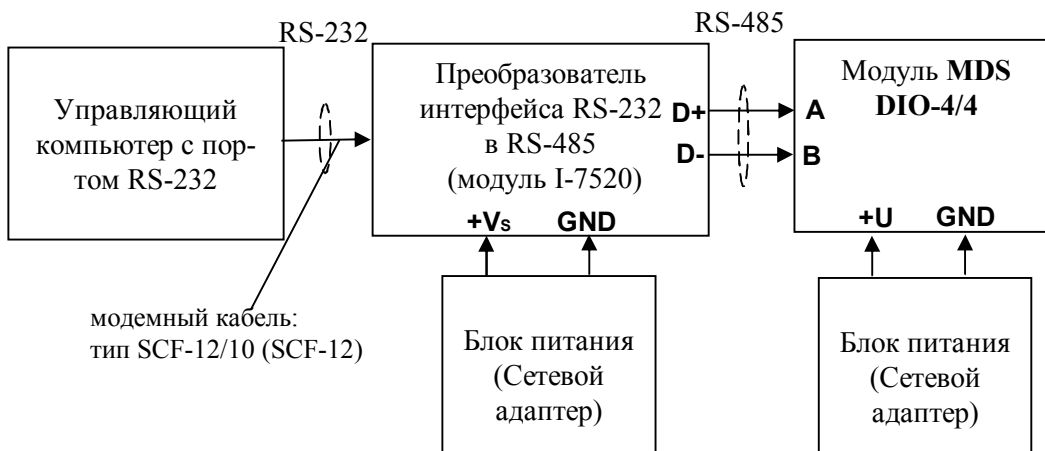 RS-232
RS-485
Управляющий
компьютер с пор-
том RS-232
Преобразователь
интерфейса RS-232
в RS-485
(модуль I-7520)
D+
D-
+Vs
GND
Модуль MDS
DIO-4/4
A
B
+U
GND
модемный кабель:
тип SCF-12/10 (SCF-12)
Блок питания
(Сетевой
адаптер)
Блок питания
(Сетевой
адаптер)